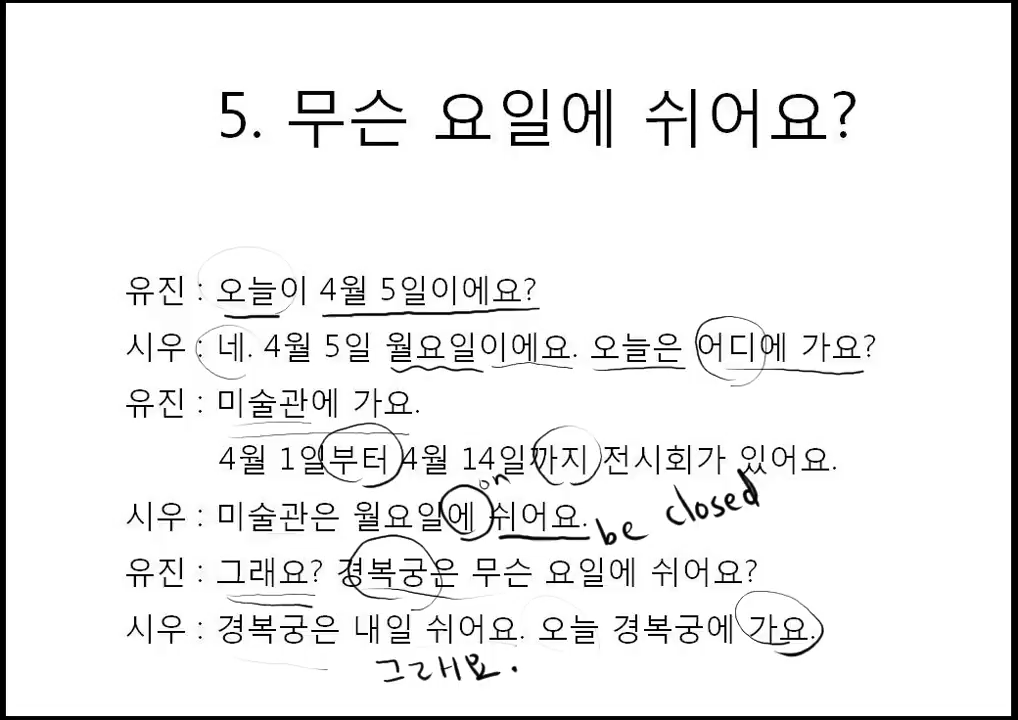 5. 무슨 요일에 쉬어요?
유진 : 오늘이 4월 5일이에요?
시우 : 네. 4월 5일 월요일이에요. 오늘은 어디에 가요?
유진 : 미술관에 가요.
4월 1일부터 4월 14일까지 전시회가 있어요.
on
시우 : 미술관은 월요일에 쉬어요. be closed
유진 : 그래요? 경복궁은 무슨 요일에 쉬어요?
시우 : 경복궁은 내일 쉬어요. 오늘 경복궁에 가요.
그래요.